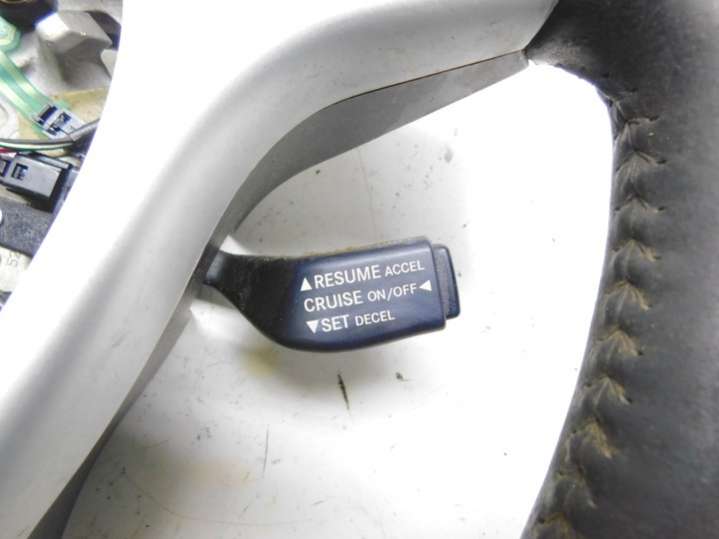 ▲RESUME ACCEL
CRUISE ON/OFF◄
▼SET DECEL